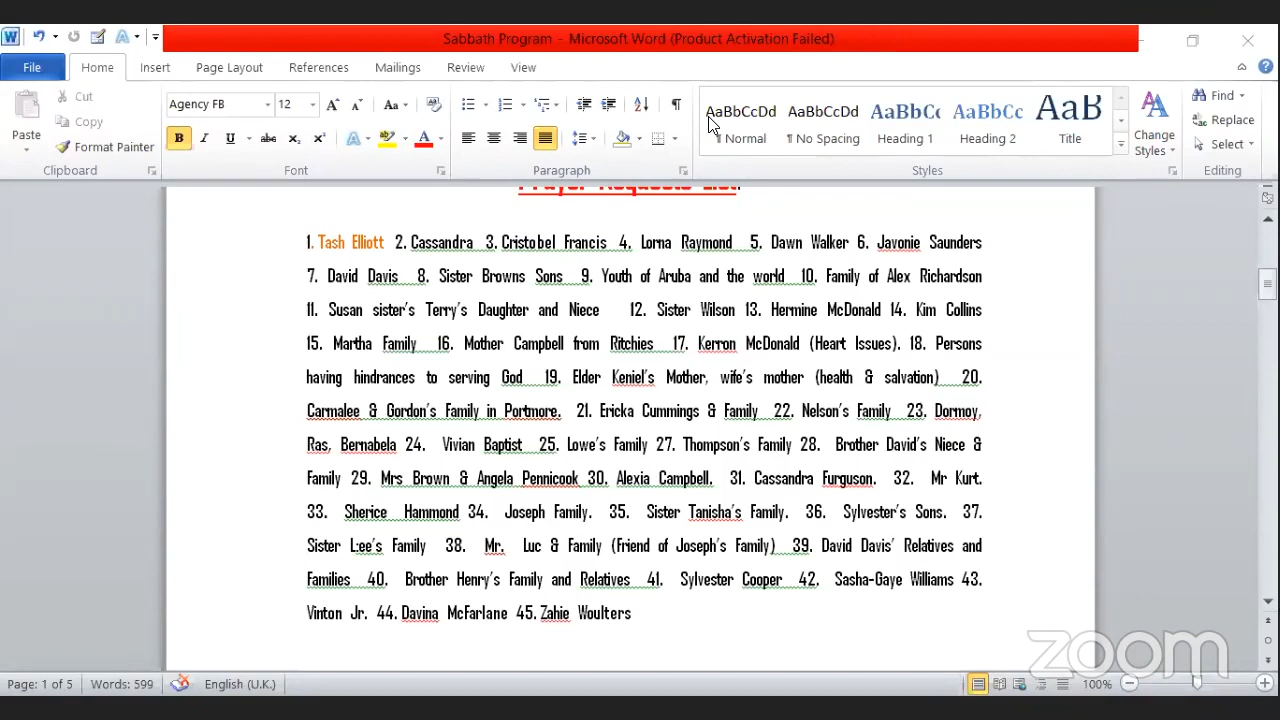 Sabbath Program - Microsoft Word (Product Activation Failed)
File Home Insert Page Layout References Mailings Review View
Cut
Copy
Paste
Format Painter
Agency FB 12
AaBbCcDd AaBbCcDd AaBbCc AaBbCc AaB
¶ Normal ¶ No Spacing Heading 1 Heading 2 Title
Change Styles
Find
Replace
Select
Clipboard Font Paragraph Styles Editing
Prayer Requests List
1. Tash Elliott 2. Cassandra 3. Cristobel Francis 4. Lorna Raymond 5. Dawn Walker 6. Javonie Saunders
7. David Davis 8. Sister Browns Sons 9. Youth of Aruba and the world 10. Family of Alex Richardson
11. Susan sister's Terry's Daughter and Niece 12. Sister Wilson 13. Hermine McDonald 14. Kim Collins
15. Martha Family 16. Mother Campbell from Ritchies 17. Kerron McDonald (Heart Issues). 18. Persons
having hindrances to serving God 19. Elder Keniel's Mother, wife's mother (health & salvation) 20.
Carmalee & Gordon's Family in Portmore. 21. Ericka Cummings & Family 22. Nelson's Family 23. Dormoy,
Ras, Bernabela 24. Vivian Baptist 25. Lowe's Family 27. Thompson's Family 28. Brother David's Niece &
Family 29. Mrs Brown & Angela Pennicook 30. Alexia Campbell. 31. Cassandra Furguson. 32. Mr Kurt.
33. Sherice Hammond 34. Joseph Family. 35. Sister Tanisha's Family. 36. Sylvester's Sons. 37.
Sister L:ee's Family 38. Mr. Luc & Family (Friend of Joseph's Family) 39. David Davis' Relatives and
Families 40. Brother Henry's Family and Relatives 41. Sylvester Cooper 42. Sasha-Gaye Williams 43.
Vinton Jr. 44. Davina McFarlane 45. Zahie Woulters
zoom
Page: 1 of 5 Words: 599 English (U.K.) 100%